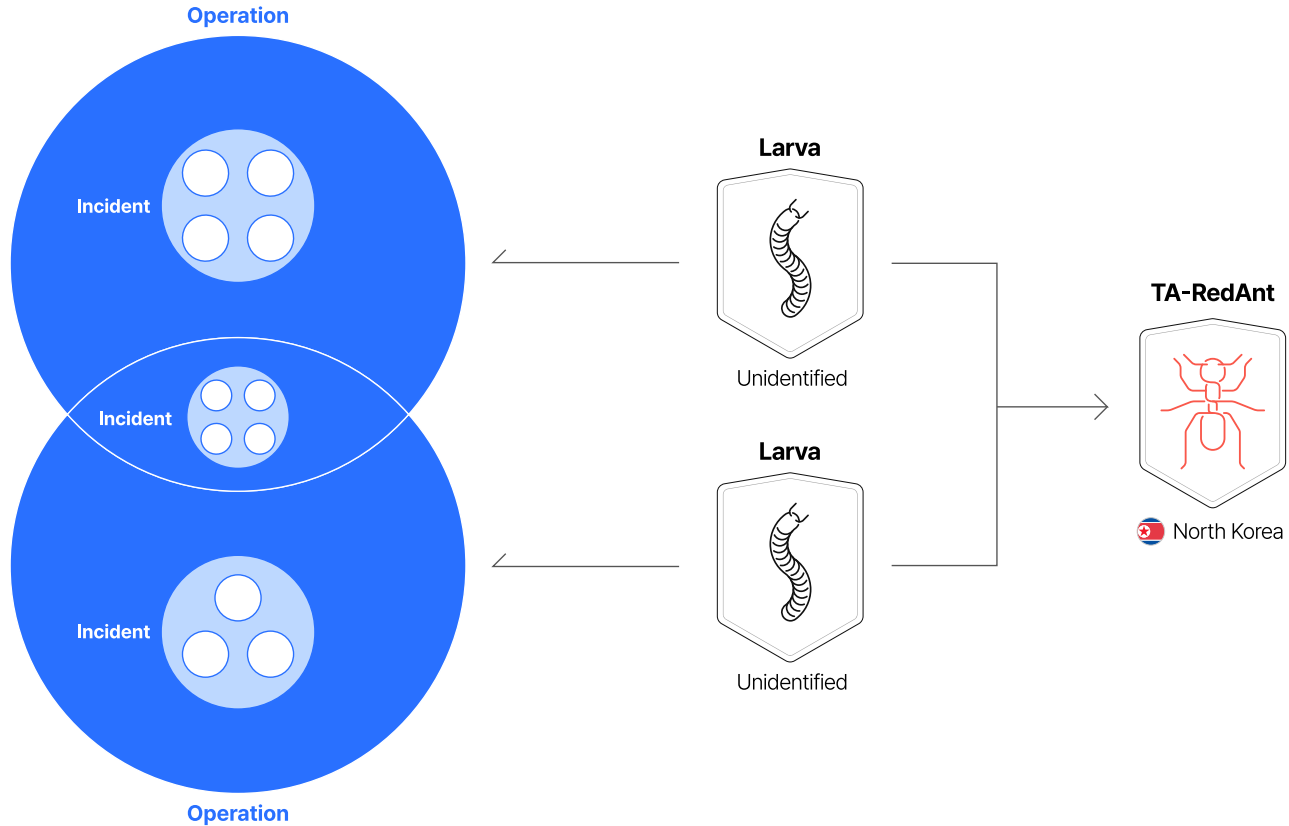 Operation
Incident
Incident
Incident
Operation
Larva
Unidentified
Larva
Unidentified
TA-RedAnt
North Korea